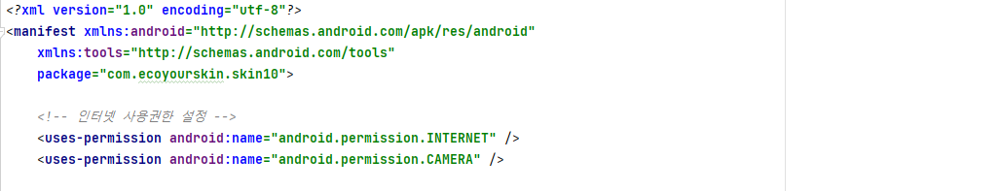 <?xml version="1.0" encoding="utf-8"?>
<manifest xmlns:android="http://schemas.android.com/apk/res/android"
xmlns:tools="http://schemas.android.com/tools"
package="com.ecoyourskin.skin10">
<!-- 인터넷 사용권한 설정 -->
<uses-permission android:name="android.permission.INTERNET" />
<uses-permission android:name="android.permission.CAMERA" />